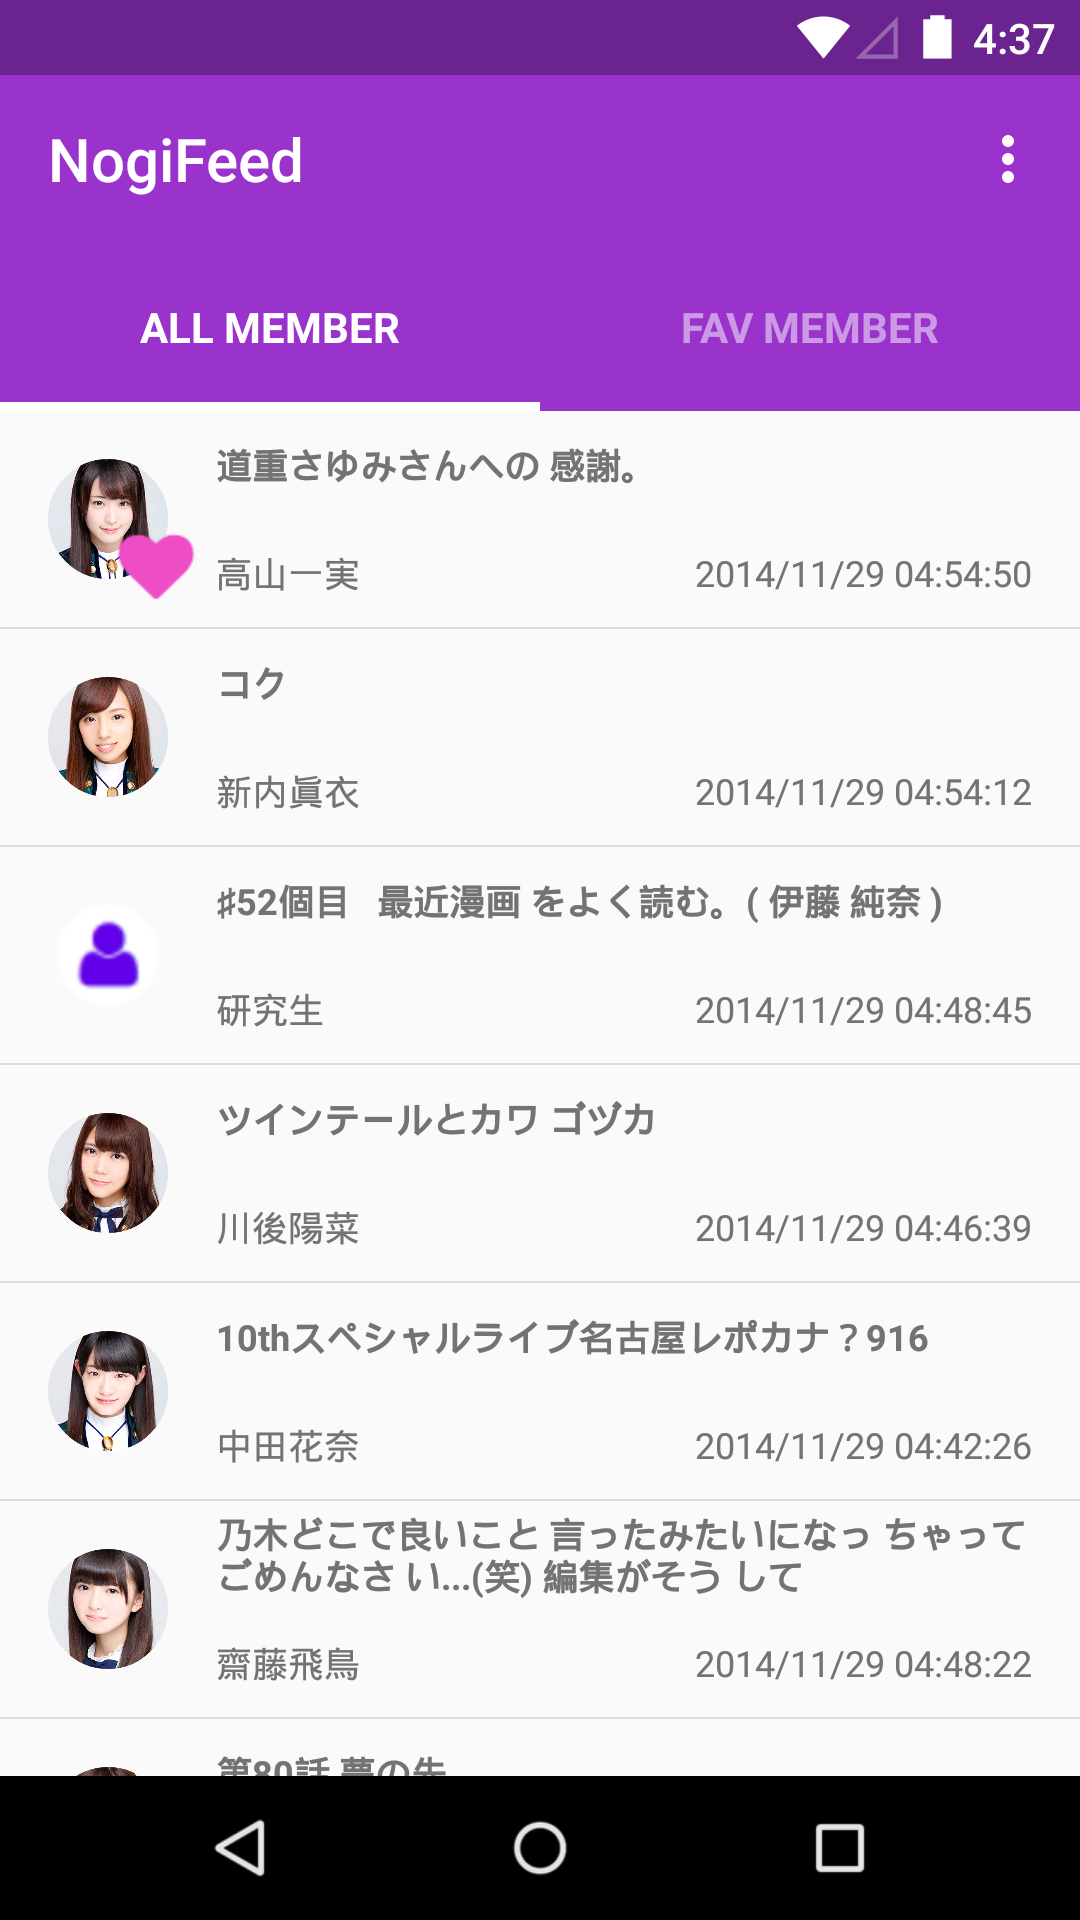 4:37
NogiFeed
ALL MEMBER
FAV MEMBER
道重さゆみさんへの 感謝。
高山一実
2014/11/29 04:54:50
コク
新内眞衣
2014/11/29 04:54:12
♯52個目   最近漫画 をよく読む。( 伊藤 純奈 )
研究生
2014/11/29 04:48:45
ツインテールとカワ ゴヅカ
川後陽菜
2014/11/29 04:46:39
10thスペシャルライブ名古屋レポカナ？916
中田花奈
2014/11/29 04:42:26
乃木どこで良いこと 言ったみたいになっ ちゃって
ごめんなさ い...(笑) 編集がそう して
齋藤飛鳥
2014/11/29 04:48:22
第80話 夢の先